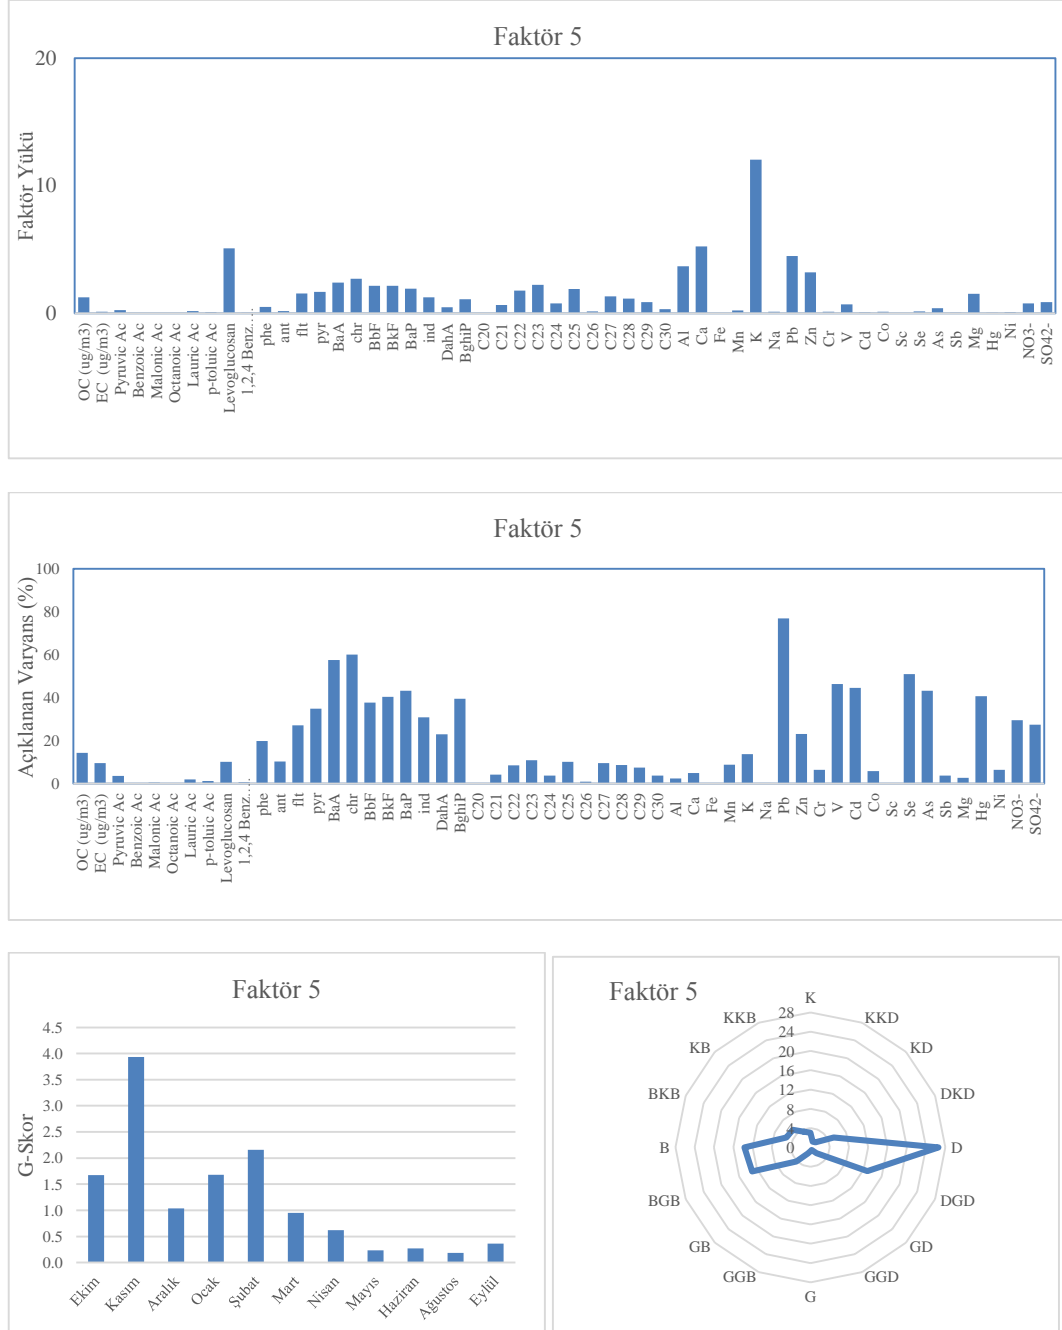 Faktör 5
Faktör Yükü
20
10
0
OC (ug/m3)
EC (ug/m3)
Pyruvic Ac
Benzoic Ac
Malonic Ac
Octanoic Ac
Lauric Ac
p-toluic Ac
Levoglucosan
1,2,4 Benz…
phe
ant
flt
pyr
BaA
chr
BbF
BkF
BaP
ind
DahA
BghiP
C20
C21
C22
C23
C24
C25
C26
C27
C28
C29
C30
Al
Ca
Fe
Mn
K
Na
Pb
Zn
Cr
V
Cd
Co
Sc
Se
As
Sb
Mg
Hg
Ni
NO3-
SO42-
Faktör 5
Açıklanan Varyans (%)
100
80
60
40
20
0
OC (ug/m3)
EC (ug/m3)
Pyruvic Ac
Benzoic Ac
Malonic Ac
Octanoic Ac
Lauric Ac
p-toluic Ac
Levoglucosan
1,2,4 Benz…
phe
ant
flt
pyr
BaA
chr
BbF
BkF
BaP
ind
DahA
BghiP
C20
C21
C22
C23
C24
C25
C26
C27
C28
C29
C30
Al
Ca
Fe
Mn
K
Na
Pb
Zn
Cr
V
Cd
Co
Sc
Se
As
Sb
Mg
Hg
Ni
NO3-
SO42-
Faktör 5
G-Skor
4.5
4.0
3.5
3.0
2.5
2.0
1.5
1.0
0.5
0.0
Ekim
Kasım
Aralık
Ocak
Şubat
Mart
Nisan
Mayıs
Haziran
Ağustos
Eylül
Faktör 5
K
KKD
KD
DKD
D
DGD
GD
GGD
G
GGB
GB
BGB
B
BKB
KB
KKB
28
24
20
16
12
8
4
0